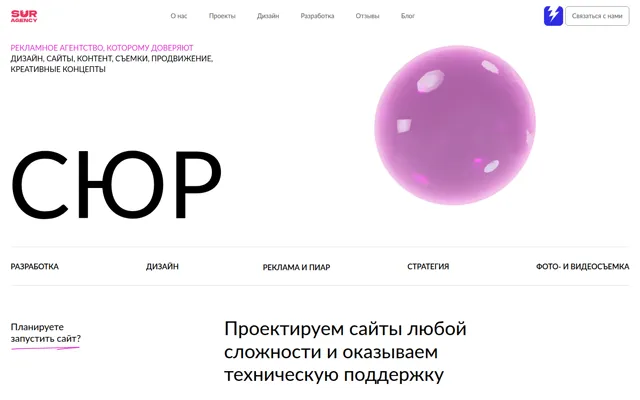 SUR
AGENCY
О нас
Проекты
Дизайн
Разработка
Отзывы
Блог
Связаться с нами
РЕКЛАМНОЕ АГЕНТСТВО, КОТОРОМУ ДОВЕРЯЮТ
ДИЗАЙН, САЙТЫ, КОНТЕНТ, СЪЕМКИ, ПРОДВИЖЕНИЕ,
КРЕАТИВНЫЕ КОНЦЕПТЫ
СЮР
РАЗРАБОТКА
ДИЗАЙН
РЕКЛАМА И ПИАР
СТРАТЕГИЯ
ФОТО- И ВИДЕОСЪЕМКА
Планируете
запустить сайт?
Проектируем сайты любой
сложности и оказываем
техническую поддержку